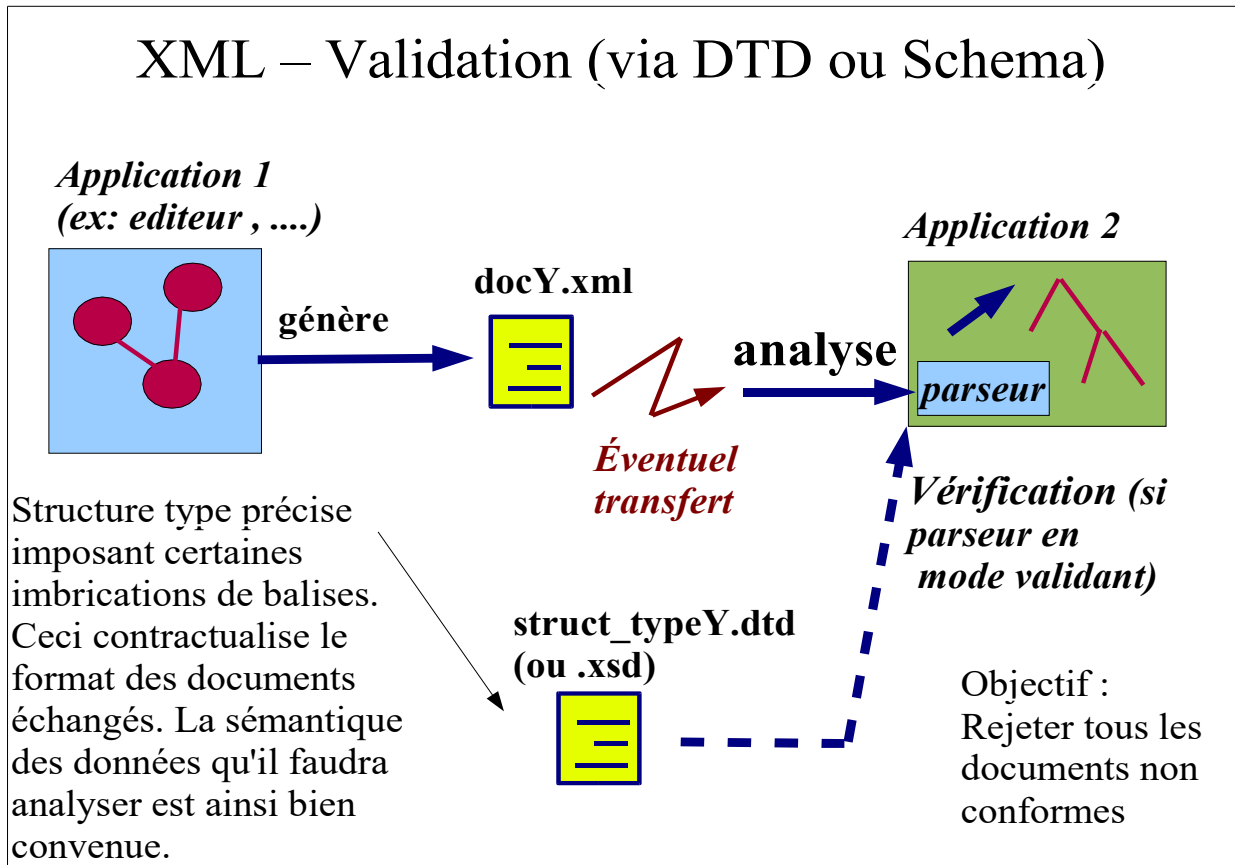 XML – Validation (via DTD ou Schema)
Application 1
(ex: editeur , ....)
génère
docY.xml
Éventuel
transfert
analyse
Application 2
parseur
Vérification (si
parseur en
mode validant)
Structure type précise
imposant certaines
imbrications de balises.
Ceci contractualise le
format des documents
échangés. La sémantique
des données qu'il faudra
analyser est ainsi bien
convenue.
struct_typeY.dtd
(ou .xsd)
Objectif :
Rejeter tous les
documents non
conformes